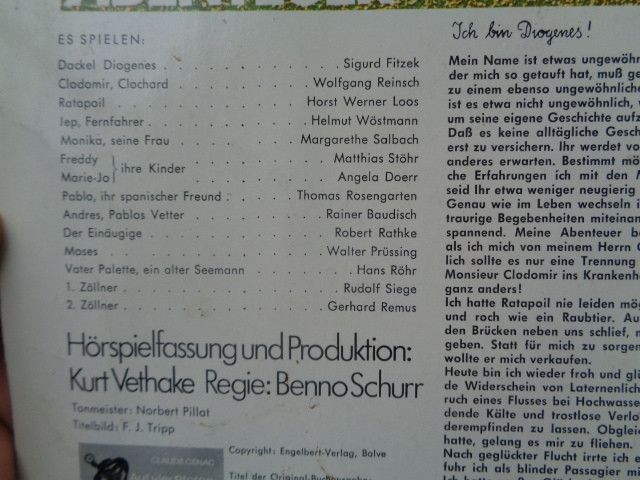 ES SPIELEN:
Dackel Diogenes . . . . . . . . . . . Sigurd Fitzek
Clodomir, Clochard . . . . . . . . Wolfgang Reinsch
Ratapoil . . . . . . . . . . . Horst Werner Loos
Jep, Fernfahrer . . . . . . . . . . Helmut Wöstmann
Monika, seine Frau . . . . . . . Margarethe Salbach
Freddy } ihre Kinder . . . . . . . . Matthias Stöhr
Marie-Jo } . . . . . . . . Angela Doerr
Pablo, ihr spanischer Freund . . . . Thomas Rosengarten
Andres, Pablos Vetter . . . . . . . . Rainer Baudisch
Der Einäugige . . . . . . . . . . . Robert Rathke
Moses . . . . . . . . . . . Walter Prüssing
Vater Palette, ein alter Seemann . . . . . . Hans Röhr
1. Zöllner . . . . . . . . . . . Rudolf Siege
2. Zöllner . . . . . . . . . . . Gerhard Remus
Hörspielfassung und Produktion:
Kurt Vethake Regie: Benno Schurr
Tonmeister: Norbert Pillat
Titelbild: F. J. Tripp
CLAUDE CENAC
Copyright: Engelbert-Verlag, Balve
Titel der Original-Buchausgabe:
Ich bin Diogenes!
Mein Name ist etwas ungewöhn
der mich so getauft hat, muß ge
zu einem ebenso ungewöhnliche
ist es etwa nicht ungewöhnlich, w
um seine eigene Geschichte aufz
Daß es keine alltägliche Gesch
erst zu versichern. Ihr werdet vo
anderes erwarten. Bestimmt mö
che Erfahrungen ich mit den M
seid Ihr etwa weniger neugierig
Genau wie im Leben wechseln i
traurige Begebenheiten miteinan
spannend. Meine Abenteuer be
als ich mich von meinem Herrn C
lich sollte es nur eine Trennung
Monsieur Clodomir ins Krankenh
ganz anders!
Ich hatte Ratapoil nie leiden mög
und roch wie ein Raubtier. Au
den Brücken neben uns schlief, n
geben. Statt für mich zu sorgen
wollte er mich verkaufen.
Heute bin ich wieder froh und glü
de Widerschein von Laternenlich
ruch eines Flusses bei Hochwasse
dende Kälte und trostlose Verlo
derempfinden zu lassen. Obgleic
hatte, gelang es mir zu fliehen.
Nach geglückter Flucht irrte ich e
fuhr ich als blinder Passagier mi